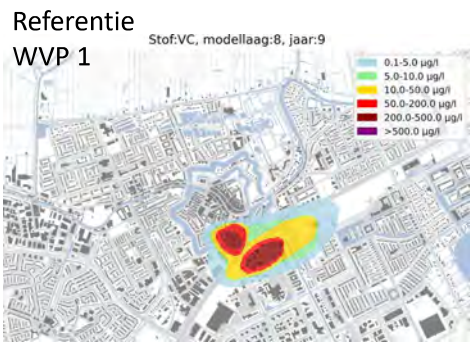 Referentie
WVP 1
Stof:VC, modellaag:8, jaar:9
0.1-5.0 µg/l
5.0-10.0 µg/l
10.0-50.0 µg/l
50.0-200.0 µg/l
200.0-500.0 µg/l
>500.0 µg/l